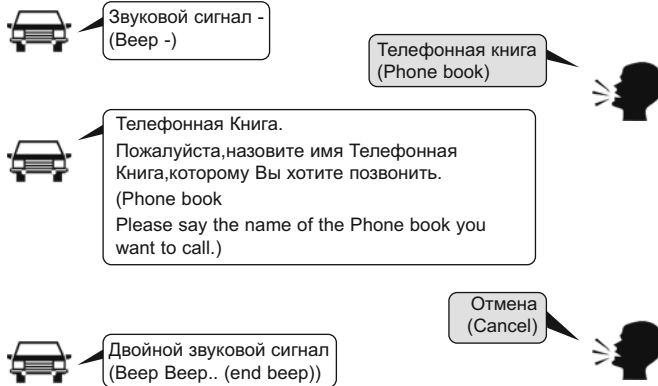 Звуковой сигнал -
(Beep -)
Телефонная книга
(Phone book)
Телефонная Книга.
Пожалуйста,назовите имя Телефонная
Книга,которому Вы хотите позвонить.
(Phone book
Please say the name of the Phone book you
want to call.)
Отмена
(Cancel)
Двойной звуковой сигнал
(Beep Beep.. (end beep))